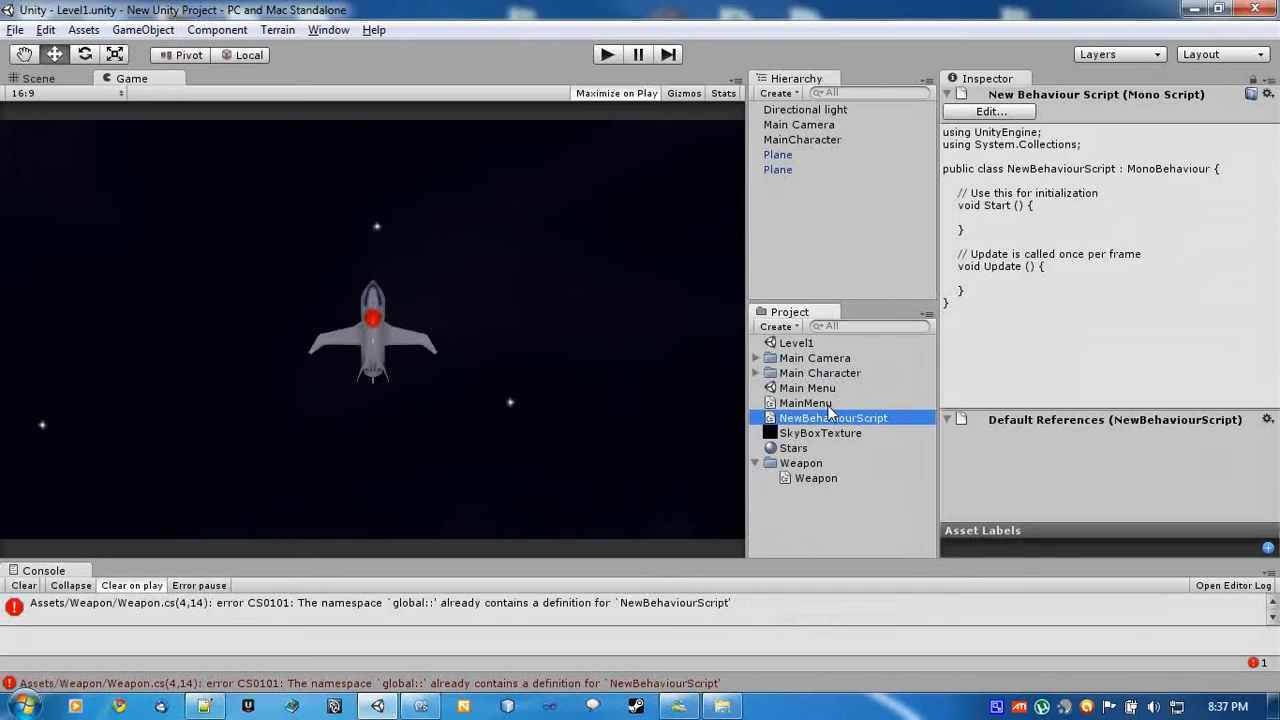 Unity - Level1.unity - New Unity Project - PC and Mac Standalone
File Edit Assets GameObject Component Terrain Window Help
Pivot Local Layers Layout
Scene Game Hierarchy Inspector
16:9 Maximize on Play Gizmos Stats Create All
New Behaviour Script (Mono Script)
Edit...
Directional light
Main Camera
MainCharacter
Plane
Plane
using UnityEngine;
using System.Collections;
public class NewBehaviourScript : MonoBehaviour {
// Use this for initialization
void Start () {
}
// Update is called once per frame
void Update () {
}
}
Project
Create All
Level1
Main Camera
Main Character
Main Menu
MainMenu
NewBehaviourScript
SkyBoxTexture
Stars
Weapon
Weapon
Default References (NewBehaviourScript)
Asset Labels
Console
Clear Collapse Clear on play Error pause Open Editor Log
Assets/Weapon/Weapon.cs(4,14): error CS0101: The namespace `global::' already contains a definition for `NewBehaviourScript'
1
Assets/Weapon/Weapon.cs(4,14): error CS0101: The namespace `global::' already contains a definition for `NewBehaviourScript'
8:37 PM